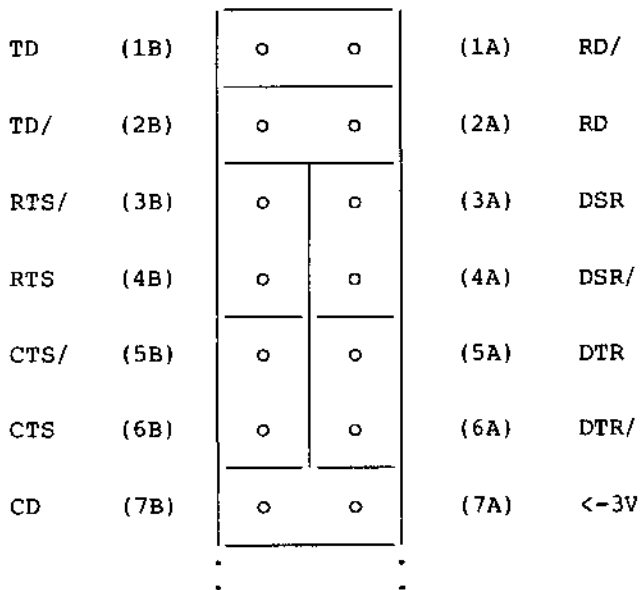 TD (1B) (1A) RD/
TD/ (2B) (2A) RD
RTS/ (3B) (3A) DSR
RTS (4B) (4A) DSR/
CTS/ (5B) (5A) DTR
CTS (6B) (6A) DTR/
CD (7B) (7A) <-3V